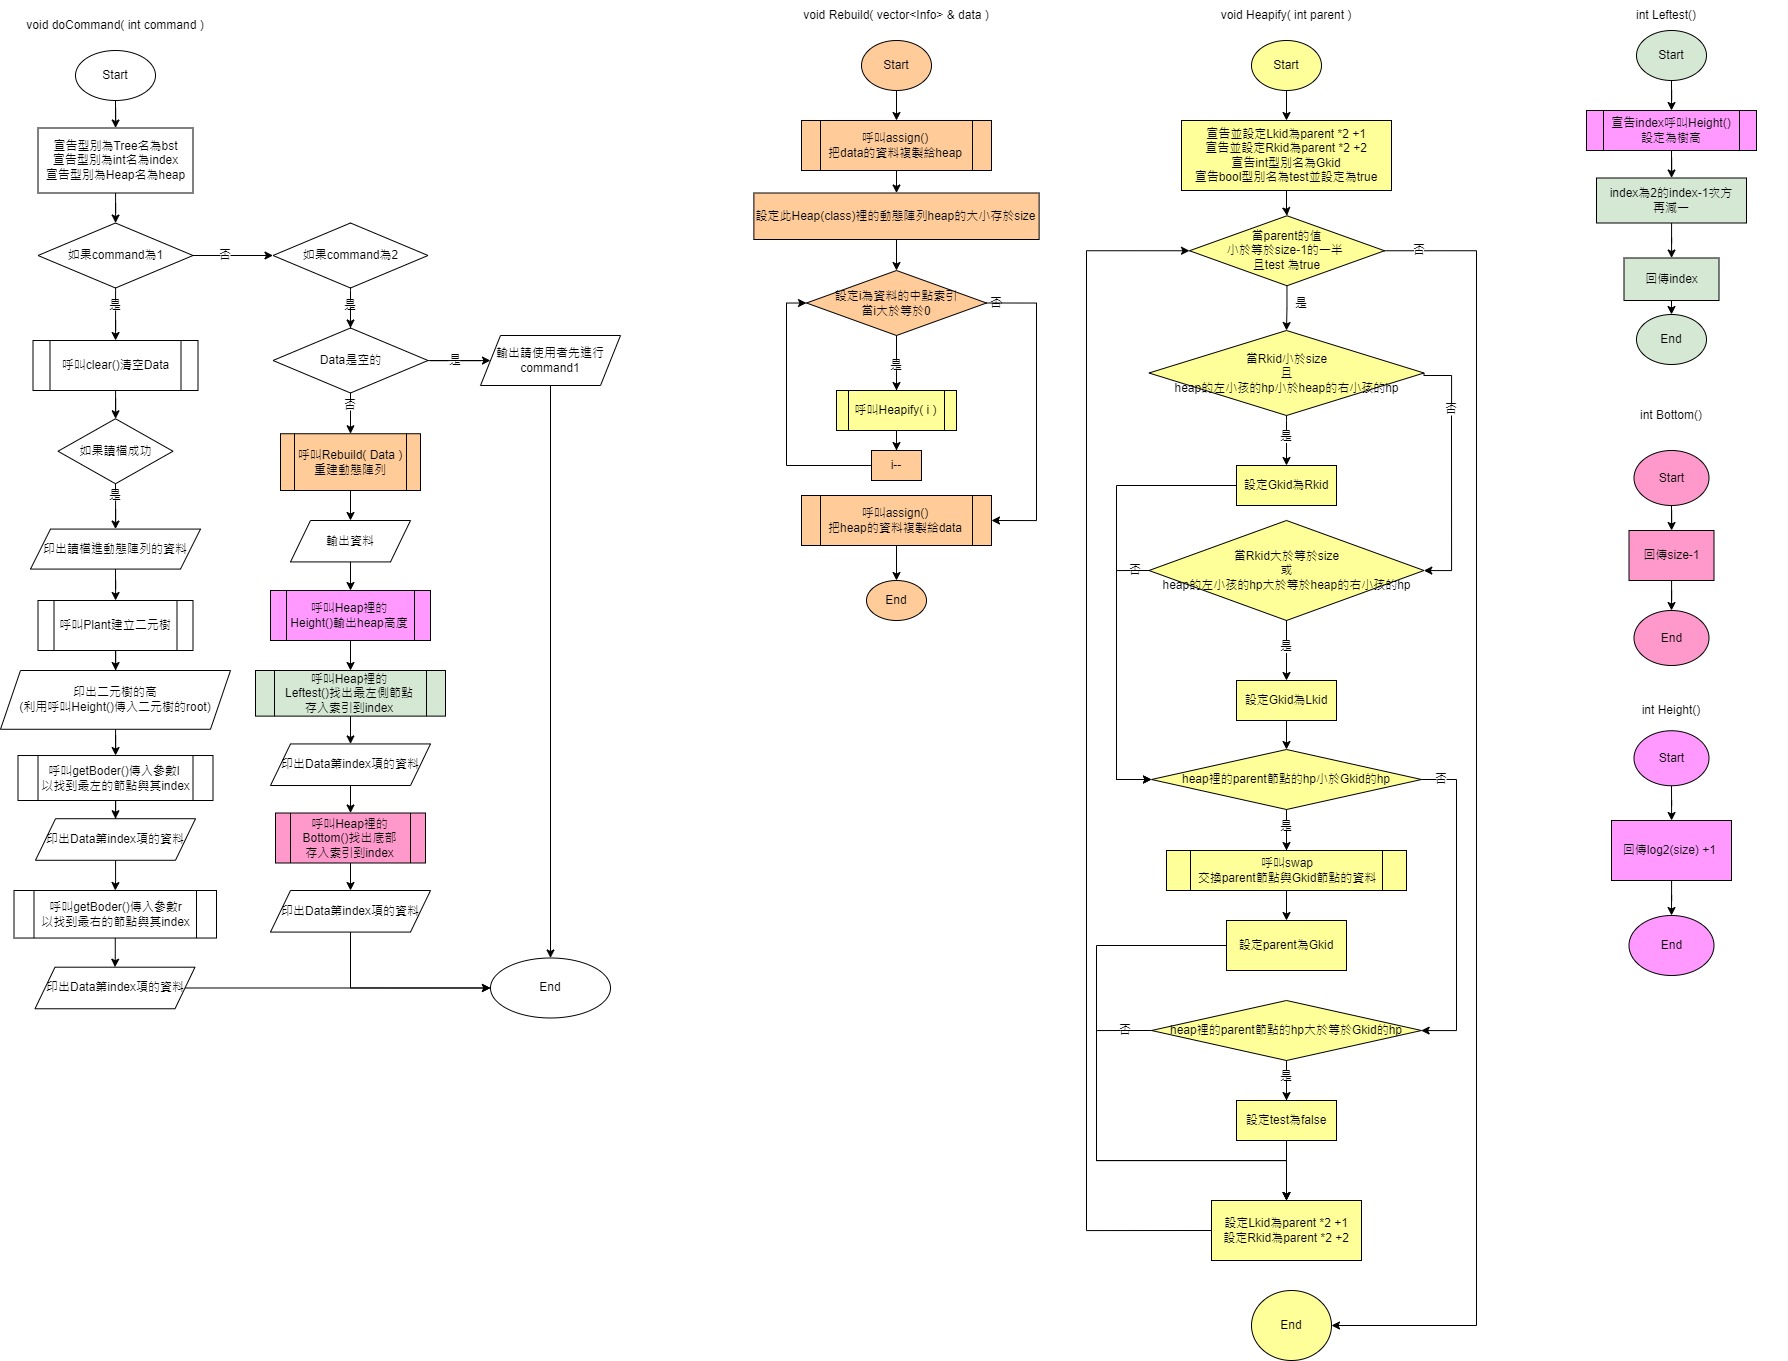 void doCommand( int command )
Start
宣告型別為Tree名為bst
宣告型別為int名為index
宣告型別為Heap名為heap
如果command為1
否
如果command為2
是
呼叫clear()清空Data
如果讀檔成功
是
印出讀檔進動態陣列的資料
呼叫Plant建立二元樹
印出二元樹的高
(利用呼叫Height()傳入二元樹的root)
呼叫getBoder()傳入參數l
以找到最左的節點與其index
印出Data第index項的資料
呼叫getBoder()傳入參數r
以找到最右的節點與其index
印出Data第index項的資料
是
Data是空的
是
輸出請使用者先進行
command1
否
呼叫Rebuild( Data )
重建動態陣列
輸出資料
呼叫Heap裡的
Height()輸出heap高度
呼叫Heap裡的
Leftest()找出最左側節點
存入索引到index
印出Data第index項的資料
呼叫Heap裡的
Bottom()找出底部
存入索引到index
印出Data第index項的資料
End
void Rebuild( vector<Info> & data )
Start
呼叫assign()
把data的資料複製給heap
設定此Heap(class)裡的動態陣列heap的大小存於size
設定i為資料的中點索引
當i大於等於0
否
是
呼叫Heapify( i )
i--
呼叫assign()
把heap的資料複製給data
End
void Heapify( int parent )
Start
宣告並設定Lkid為parent *2 +1
宣告並設定Rkid為parent *2 +2
宣告int型別名為Gkid
宣告bool型別名為test並設定為true
當parent的值
小於等於size-1的一半
且test 為true
否
是
當Rkid小於size
且
heap的左小孩的hp小於heap的右小孩的hp
否
是
設定Gkid為Rkid
當Rkid大於等於size
或
heap的左小孩的hp大於等於heap的右小孩的hp
否
是
設定Gkid為Lkid
heap裡的parent節點的hp小於Gkid的hp
否
是
呼叫swap
交換parent節點與Gkid節點的資料
設定parent為Gkid
heap裡的parent節點的hp大於等於Gkid的hp
否
是
設定test為false
設定Lkid為parent *2 +1
設定Rkid為parent *2 +2
End
int Leftest()
Start
宣告index呼叫Height()
設定為樹高
index為2的index-1次方
再減一
回傳index
End
int Bottom()
Start
回傳size-1
End
int Height()
Start
回傳log2(size) +1
End